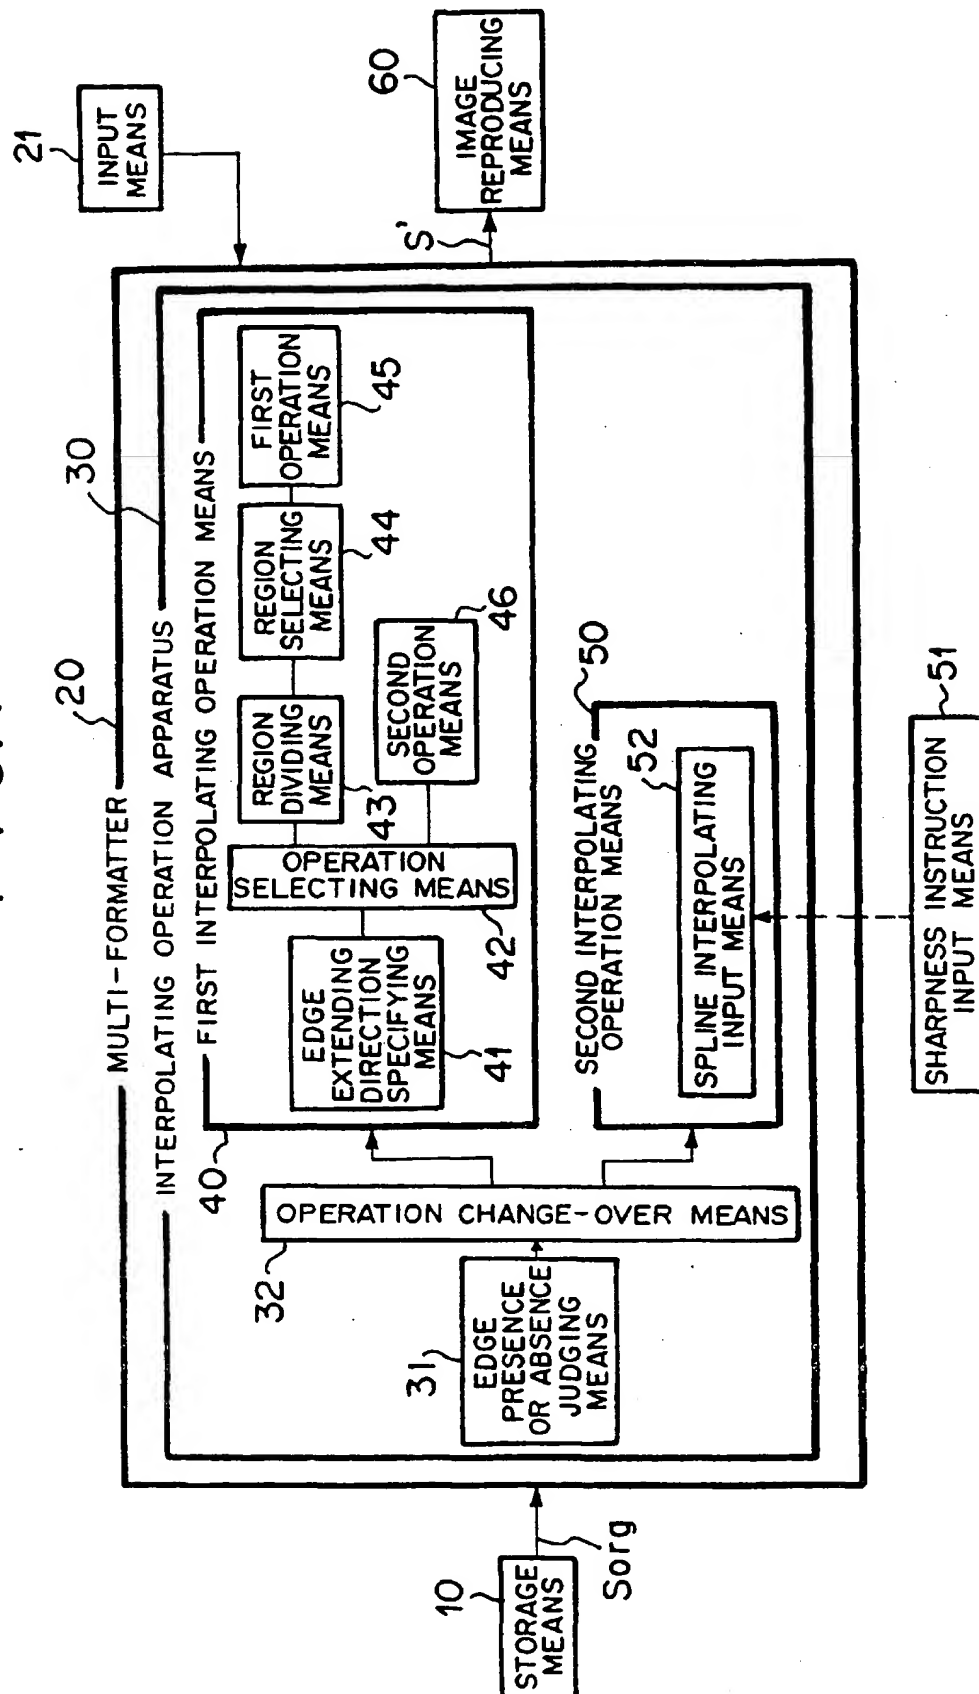 20
MULTI-FORMATTER
30
INTERPOLATING OPERATION APPARATUS
FIRST INTERPOLATING OPERATION MEANS
40
EDGE
EXTENDING
DIRECTION
SPECIFYING
MEANS
41
OPERATION
SELECTING MEANS
42
REGION
DIVIDING
MEANS
43
REGION
SELECTING
MEANS
44
FIRST
OPERATION
MEANS
45
SECOND
OPERATION
MEANS
46
21
INPUT
MEANS
60
IMAGE
REPRODUCING
MEANS
S'
10
STORAGE
MEANS
Sorg
31
EDGE
PRESENCE
OR ABSENCE
JUDGING
MEANS
32
OPERATION CHANGE-OVER MEANS
50
SECOND INTERPOLATING
OPERATION MEANS
52
SPLINE INTERPOLATING
INPUT MEANS
51
SHARPNESS INSTRUCTION
INPUT MEANS